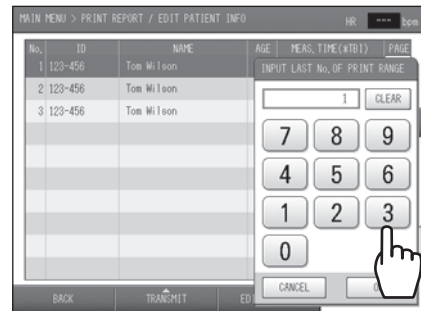 MAIN MENU > PRINT REPORT / EDIT PATIENT INFO HR --- bpm
No. ID NAME AGE MEAS.TIME(*TBI) PAGE
1 123-456 Tom Wilson
2 123-456 Tom Wilson
3 123-456 Tom Wilson
INPUT LAST No. OF PRINT RANGE
1 CLEAR
7 8 9
4 5 6
1 2 3
0
CANCEL
BACK TRANSMIT